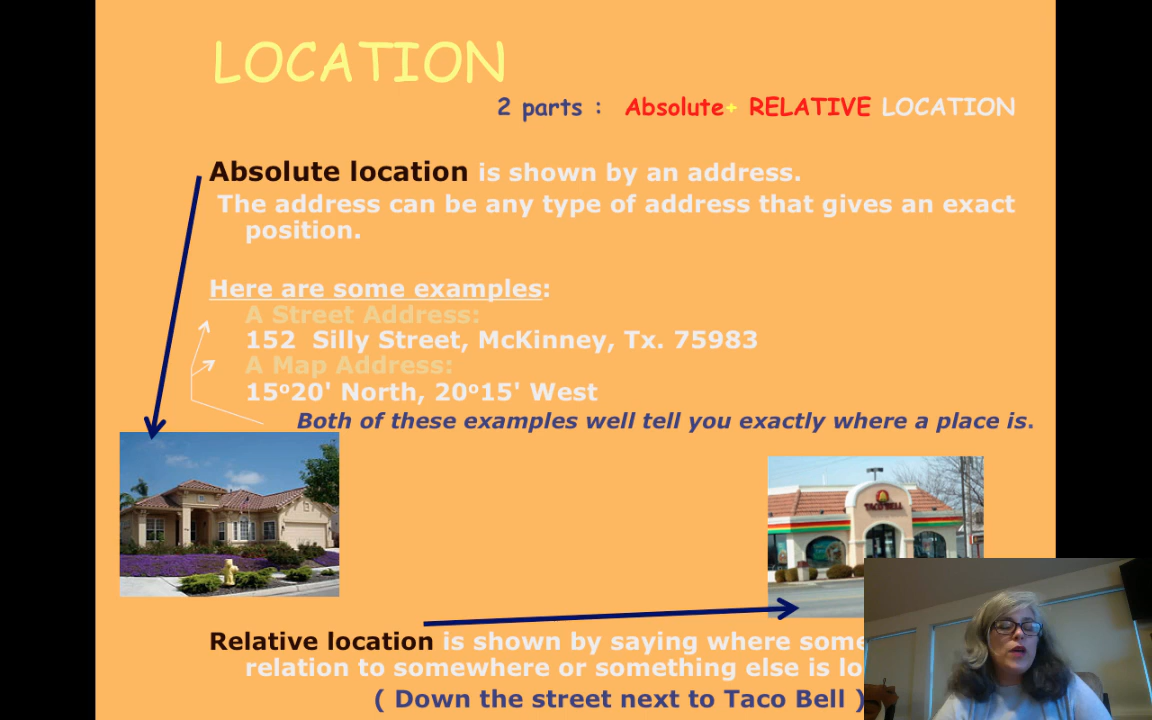 LOCATION
2 parts : Absolute+ RELATIVE LOCATION
Absolute location is shown by an address.
The address can be any type of address that gives an exact
position.
Here are some examples:
A Street Address:
152 Silly Street, McKinney, Tx. 75983
A Map Address:
15º20' North, 20º15' West
Both of these examples well tell you exactly where a place is.
TACO BELL
Relative location is shown by saying where some
relation to somewhere or something else is lo
( Down the street next to Taco Bell )